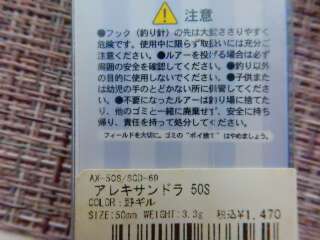 注意
●フック(釣り針)の先は大変ささりやすく
危険です。使用中に限らず取扱いには充分ご
注意ください。●ルアーを投げる場合は必ず
周囲の安全を確認してください。●釣り以外
の目的に使用しないでください。●子供または
幼児の手のとどかない所に保管してください。
●不要になったルアーは釣り場に捨てた
り、他のゴミと一緒に廃棄せず、安全に
責任を持って処分してください。
フィールドを大切に。ゴミの“ポイ捨て”はやめましょう。
AX-50S/SCD-69
アレキサンドラ 50S
COLOR:野ギル
SIZE:50mm WEIGHT:3.3g 税込¥1,470